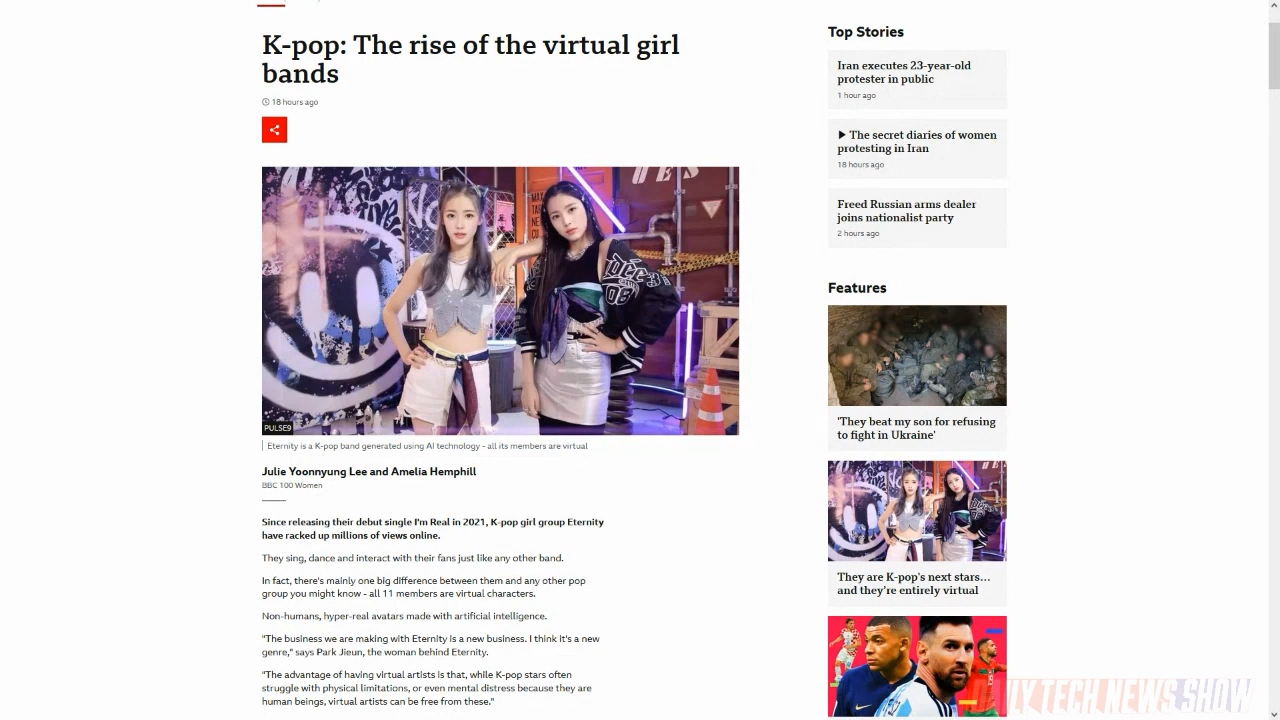 K-pop: The rise of the virtual girl
bands
18 hours ago
PULSE9
Eternity is a K-pop band generated using AI technology - all its members are virtual
Julie Yoonnyung Lee and Amelia Hemphill
BBC 100 Women
Since releasing their debut single I'm Real in 2021, K-pop girl group Eternity
have racked up millions of views online.
They sing, dance and interact with their fans just like any other band.
In fact, there's mainly one big difference between them and any other pop
group you might know - all 11 members are virtual characters.
Non-humans, hyper-real avatars made with artificial intelligence.
"The business we are making with Eternity is a new business. I think it's a new
genre," says Park Jieun, the woman behind Eternity.
"The advantage of having virtual artists is that, while K-pop stars often
struggle with physical limitations, or even mental distress because they are
human beings, virtual artists can be free from these."
Top Stories
Iran executes 23-year-old
protester in public
1 hour ago
The secret diaries of women
protesting in Iran
18 hours ago
Freed Russian arms dealer
joins nationalist party
2 hours ago
Features
'They beat my son for refusing
to fight in Ukraine'
They are K-pop's next stars...
and they're entirely virtual
DAILY TECH NEWS SHOW